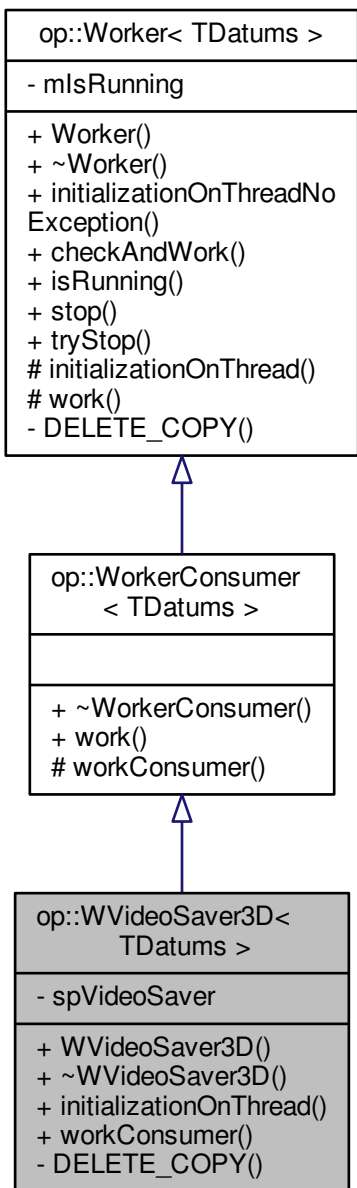 op::Worker< TDatums >
- mIsRunning
+ Worker()
+ ~Worker()
+ initializationOnThreadNo
Exception()
+ checkAndWork()
+ isRunning()
+ stop()
+ tryStop()
# initializationOnThread()
# work()
- DELETE_COPY()
op::WorkerConsumer
< TDatums >
+ ~WorkerConsumer()
+ work()
# workConsumer()
op::WVideoSaver3D<
TDatums >
- spVideoSaver
+ WVideoSaver3D()
+ ~WVideoSaver3D()
+ initializationOnThread()
+ workConsumer()
- DELETE_COPY()